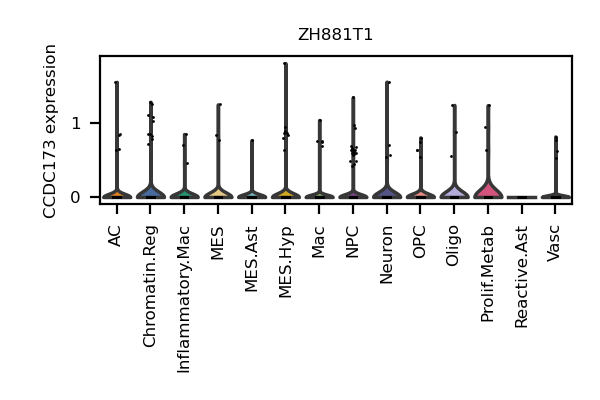 ZH881T1
CCDC173 expression
1
0
AC
Chromatin.Reg
Inflammatory.Mac
MES
MES.Ast
MES.Hyp
Mac
NPC
Neuron
OPC
Oligo
Prolif.Metab
Reactive.Ast
Vasc